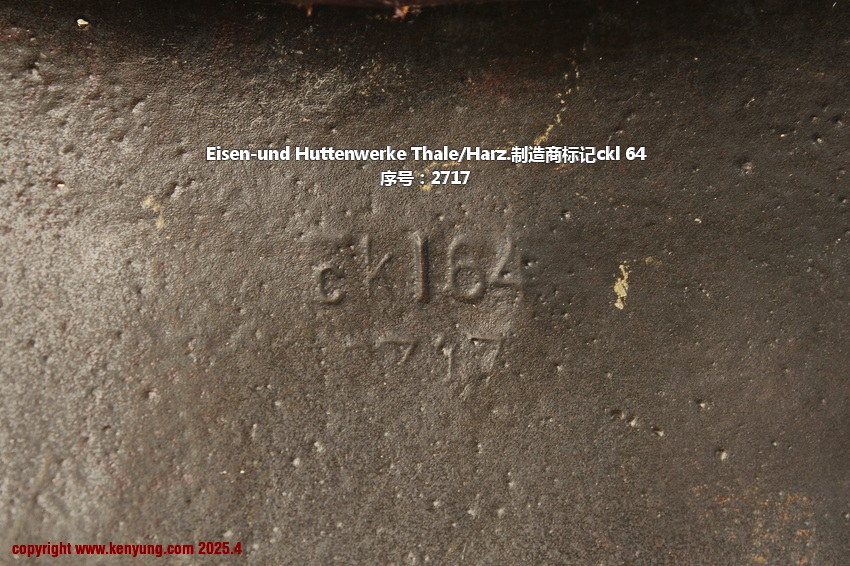 Eisen-und Huttenwerke Thale/Harz.制造商标记ckl 64
序号：2717
ckl64
717
copyright www.kenyung.com 2025.4